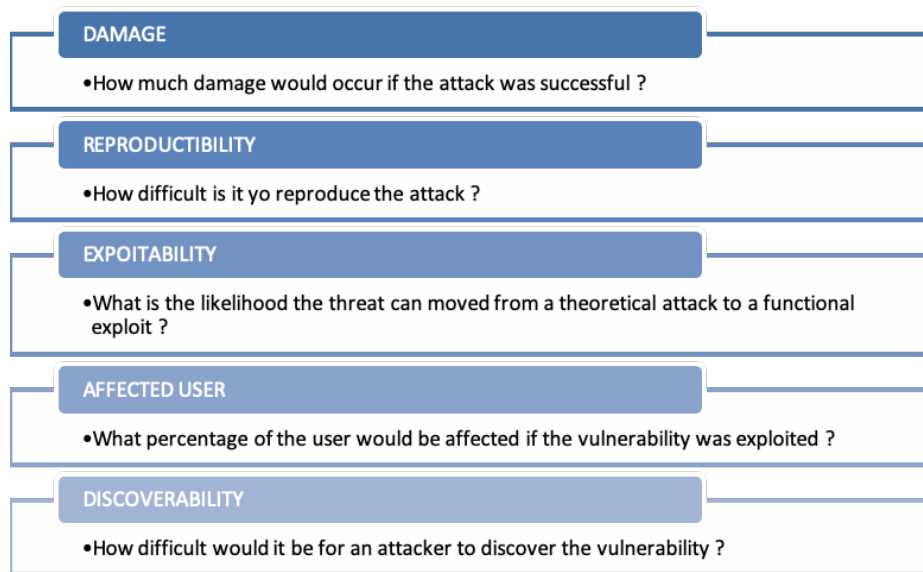 DAMAGE
•How much damage would occur if the attack was successful ?
REPRODUCTIBILITY
•How difficult is it yo reproduce the attack ?
EXPOITABILITY
•What is the likelihood the threat can moved from a theoretical attack to a functional
exploit ?
AFFECTED USER
•What percentage of the user would be affected if the vulnerability was exploited ?
DISCOVERABILITY
•How difficult would it be for an attacker to discover the vulnerability ?